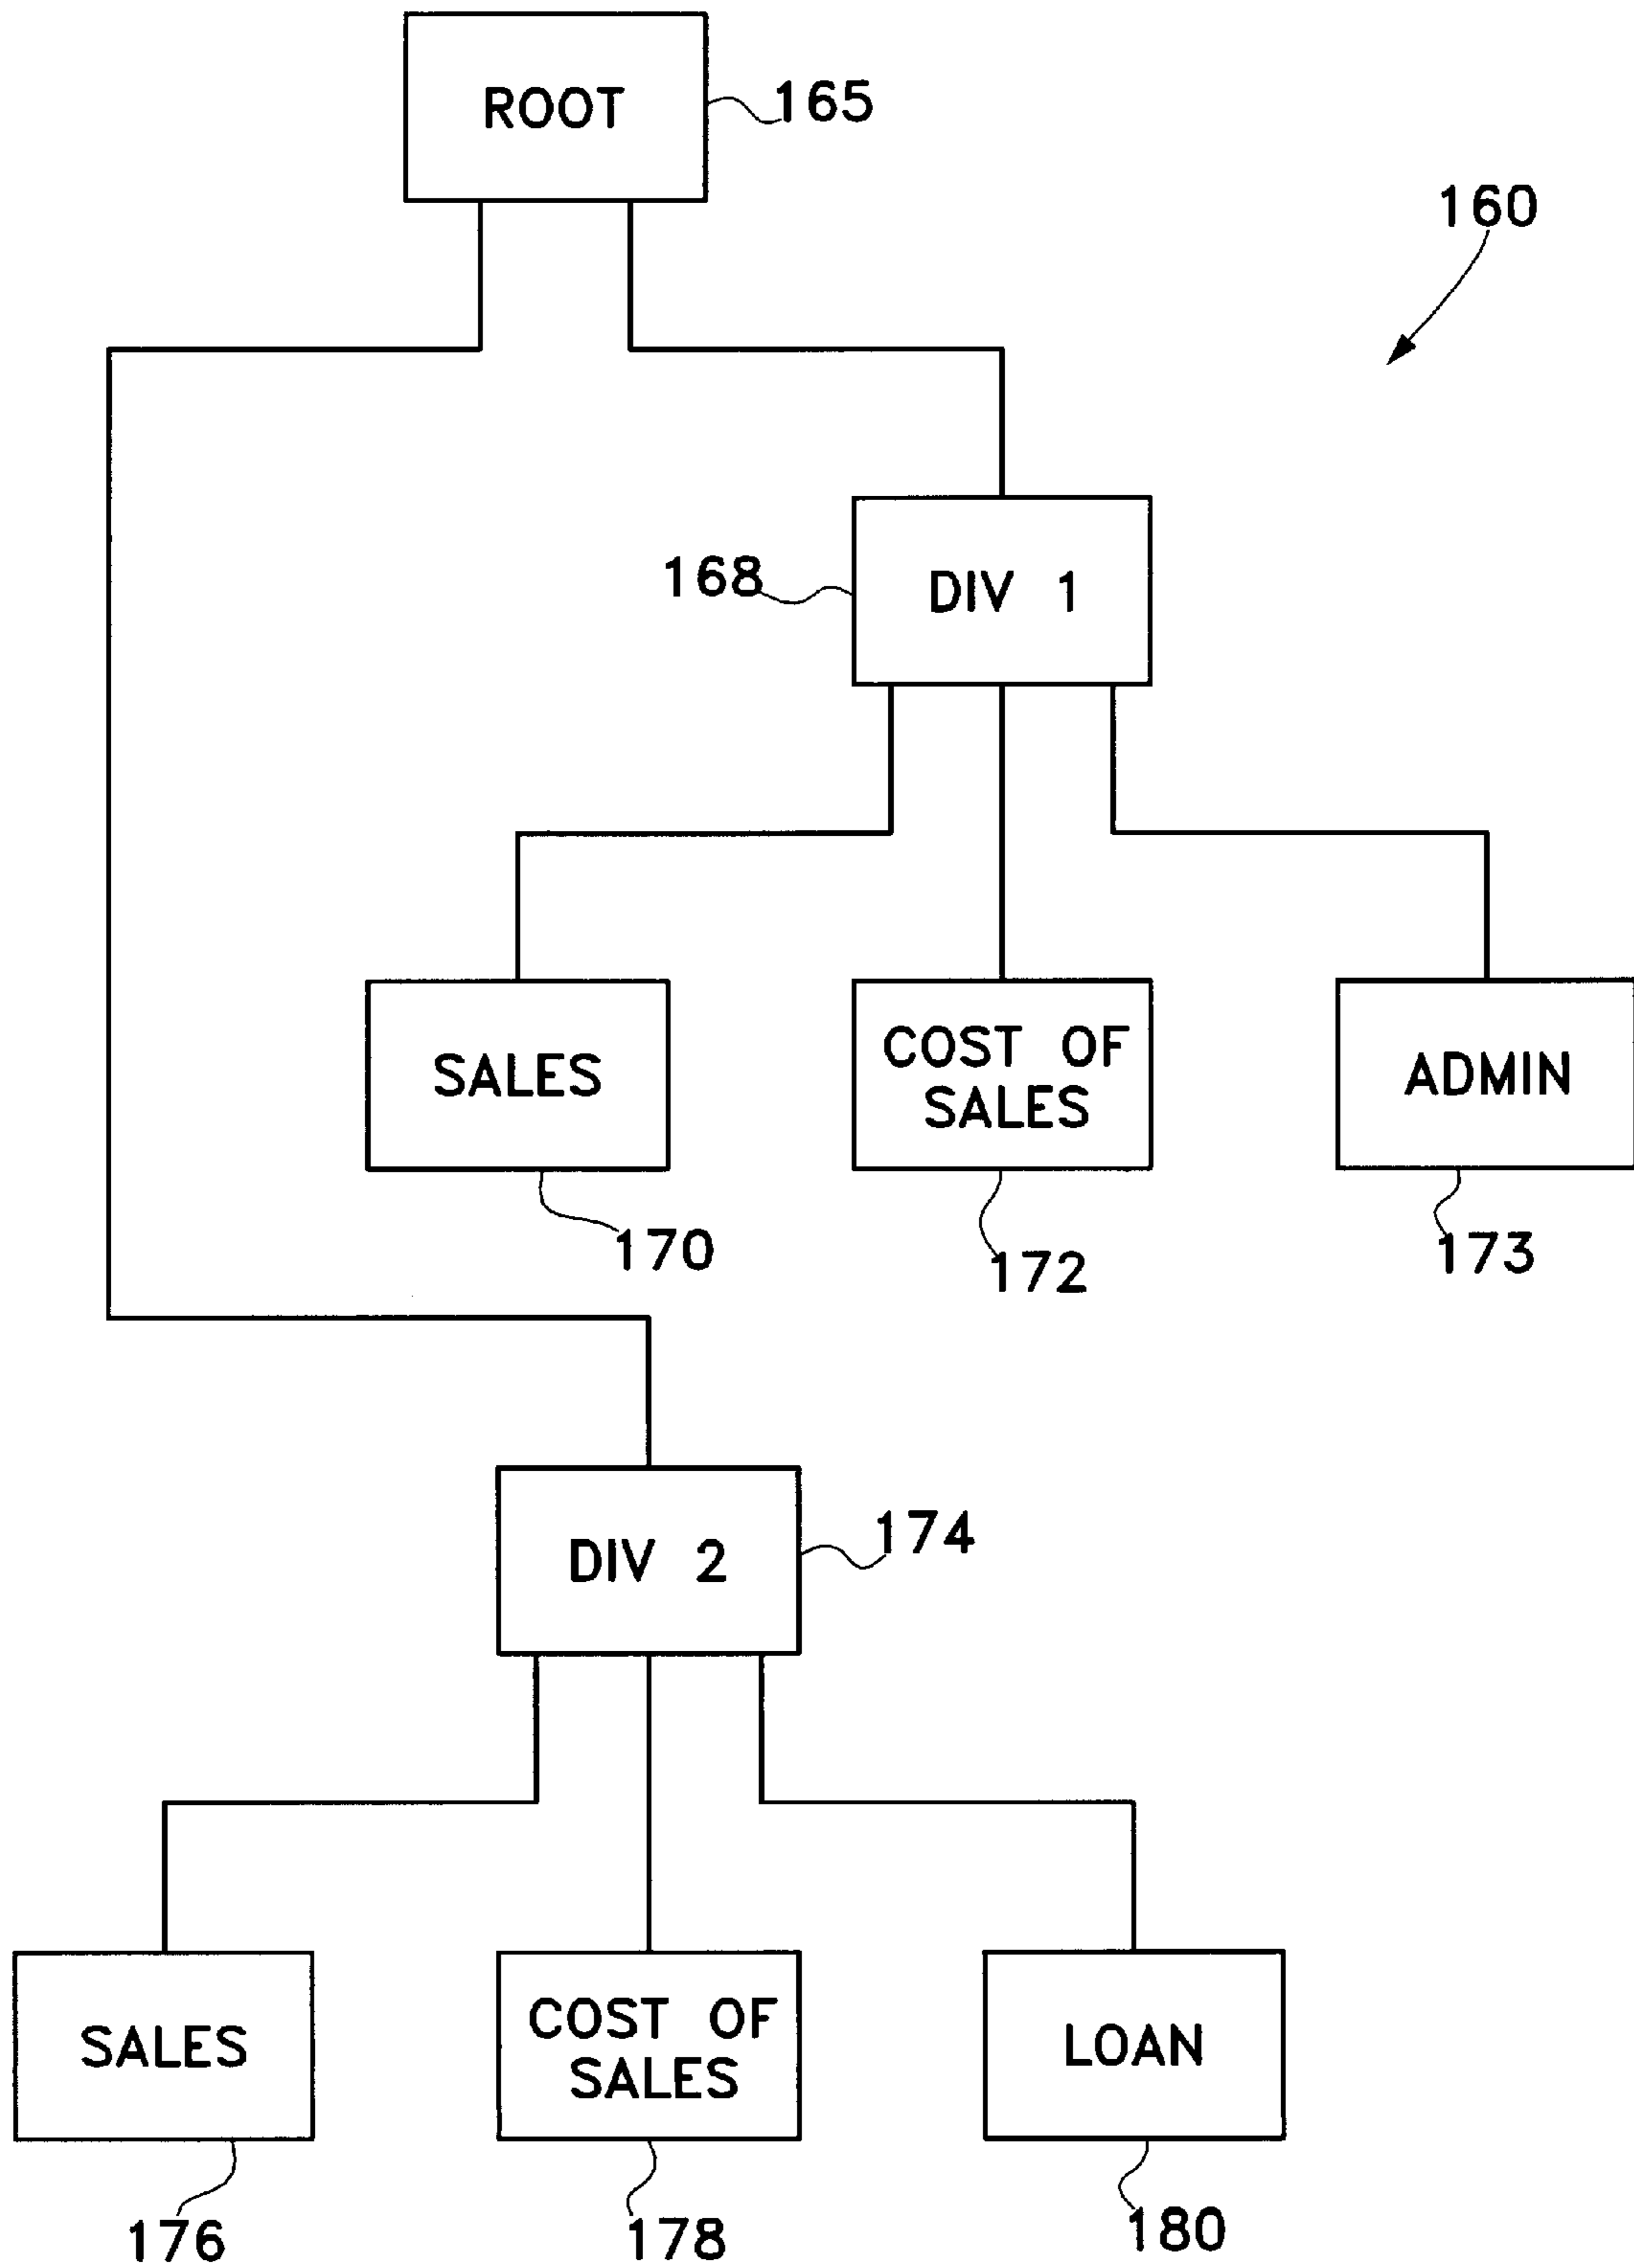 ROOT
165
160
168
DIV 1
SALES
COST OF
SALES
ADMIN
170
172
173
DIV 2
174
SALES
COST OF
SALES
LOAN
176
178
180